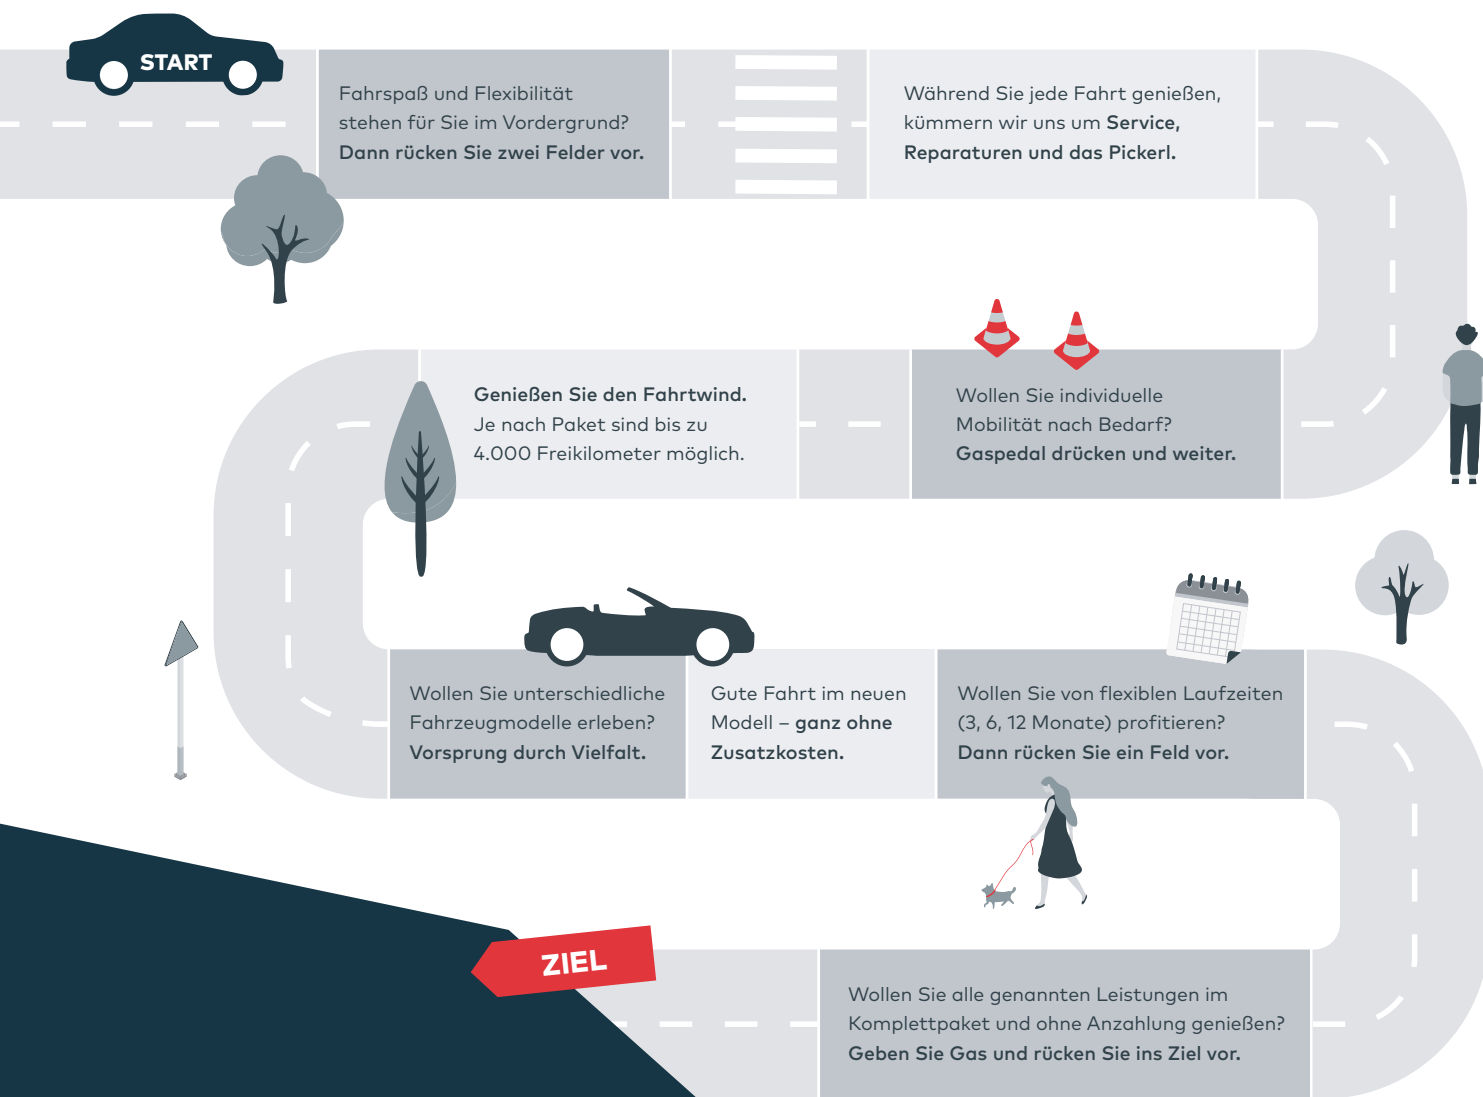 START
Fahrspaß und Flexibilität
stehen für Sie im Vordergrund?
Dann rücken Sie zwei Felder vor.
Während Sie jede Fahrt genießen,
kümmern wir uns um Service,
Reparaturen und das Pickerl.
Wollen Sie individuelle
Mobilität nach Bedarf?
Gaspedal drücken und weiter.
Genießen Sie den Fahrtwind.
Je nach Paket sind bis zu
4.000 Freikilometer möglich.
Wollen Sie unterschiedliche
Fahrzeugmodelle erleben?
Vorsprung durch Vielfalt.
Gute Fahrt im neuen
Modell – ganz ohne
Zusatzkosten.
Wollen Sie von flexiblen Laufzeiten
(3, 6, 12 Monate) profitieren?
Dann rücken Sie ein Feld vor.
Wollen Sie alle genannten Leistungen im
Komplettpaket und ohne Anzahlung genießen?
Geben Sie Gas und rücken Sie ins Ziel vor.
ZIEL